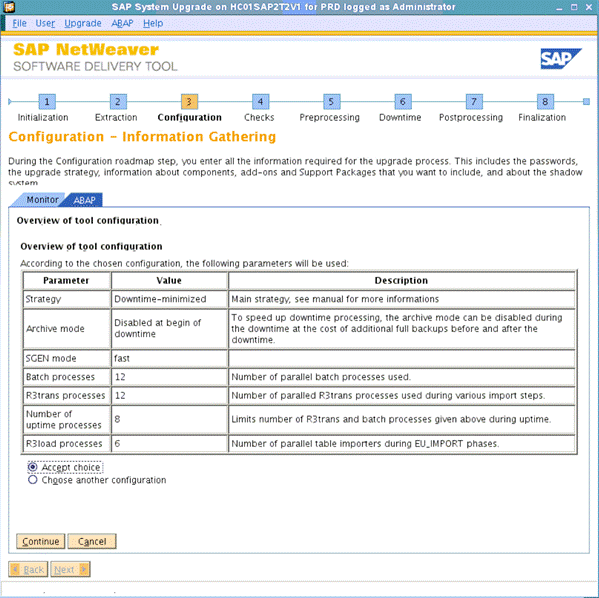 SAP System Upgrade on HC01SAP2T2V1 for PRD logged as Administrator
File User Upgrade ABAP Help
SAP NetWeaver
SOFTWARE DELIVERY TOOL
SAP
1 2 3 4 5 6 7 8
Initialization Extraction Configuration Checks Preprocessing Downtime Postprocessing Finalization
Configuration - Information Gathering
During the Configuration roadmap step, you enter all the information required for the upgrade process. This includes the passwords,
the upgrade strategy, information about components, add-ons and Support Packages that you want to include, and about the shadow
system
Monitor ABAP
Overview of tool configuration
Overview of tool configuration
According to the chosen configuration, the following parameters will be used:
Parameter Value Description
Strategy Downtime-minimized Main strategy, see manual for more informations
Archive mode Disabled at begin of downtime To speed up downtime processing, the archive mode can be disabled during
the downtime at the cost of additional full backups before and after the
downtime.
SGEN mode fast
Batch processes 12 Number of parallel batch processes used.
R3trans processes 12 Number of paralled R3trans processes used during various import steps.
Number of uptime processes 8 Limits number of R3trans and batch processes given above during uptime.
R3load processes 6 Number of parallel table importers during EU_IMPORT phases.
Accept choice
Choose another configuration
Continue Cancel
Back Next